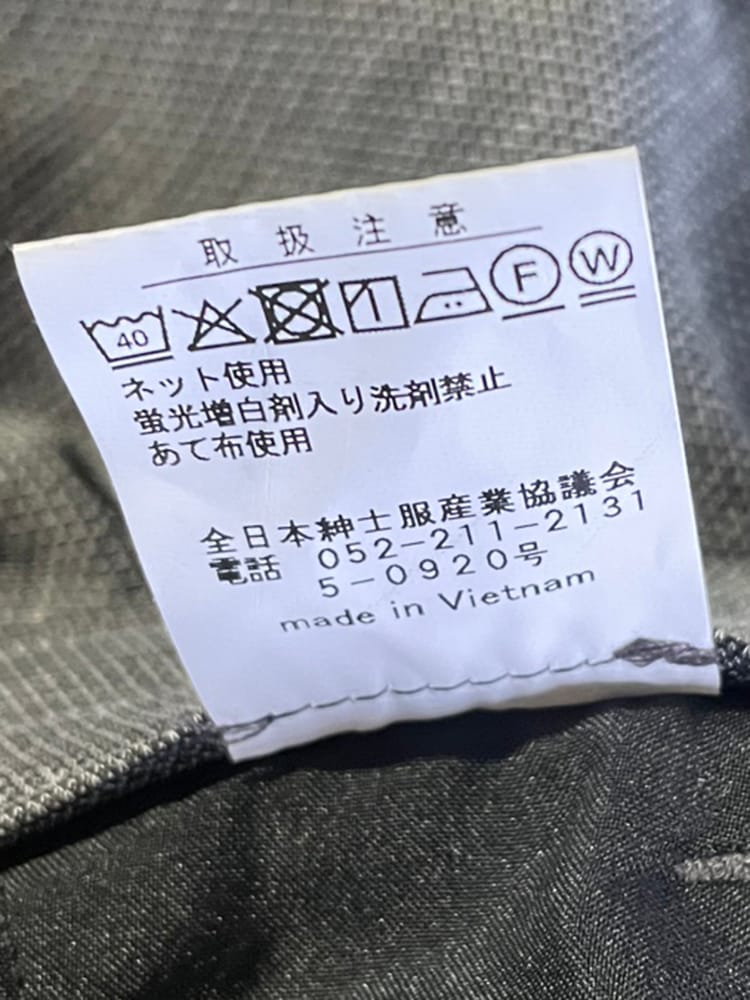 取扱注意
40 F W
ネット使用
蛍光増白剤入り洗剤禁止
あて布使用
全日本紳士服産業協議会
電話 052-211-2131
5-0920号
made in Vietnam